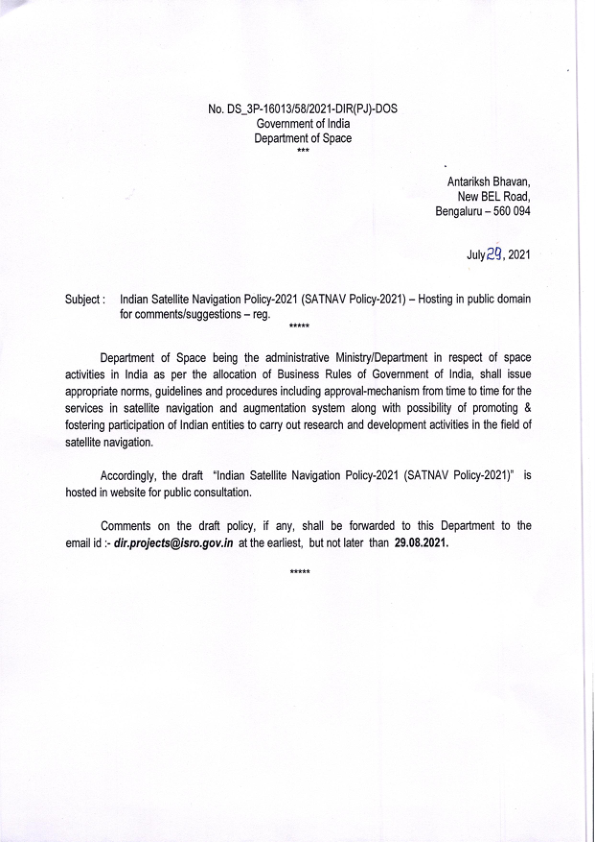 No. DS_3P-16013/58/2021-DIR(PJ)-DOS
Government of India
Department of Space
***
Antariksh Bhavan,
New BEL Road,
Bengaluru – 560 094
July 29, 2021
Subject : Indian Satellite Navigation Policy-2021 (SATNAV Policy-2021) – Hosting in public domain
for comments/suggestions – reg.
*****
Department of Space being the administrative Ministry/Department in respect of space
activities in India as per the allocation of Business Rules of Government of India, shall issue
appropriate norms, guidelines and procedures including approval-mechanism from time to time for the
services in satellite navigation and augmentation system along with possibility of promoting &
fostering participation of Indian entities to carry out research and development activities in the field of
satellite navigation.
Accordingly, the draft “Indian Satellite Navigation Policy-2021 (SATNAV Policy-2021)” is
hosted in website for public consultation.
Comments on the draft policy, if any, shall be forwarded to this Department to the
email id :- dir.projects@isro.gov.in at the earliest, but not later than 29.08.2021.
*****